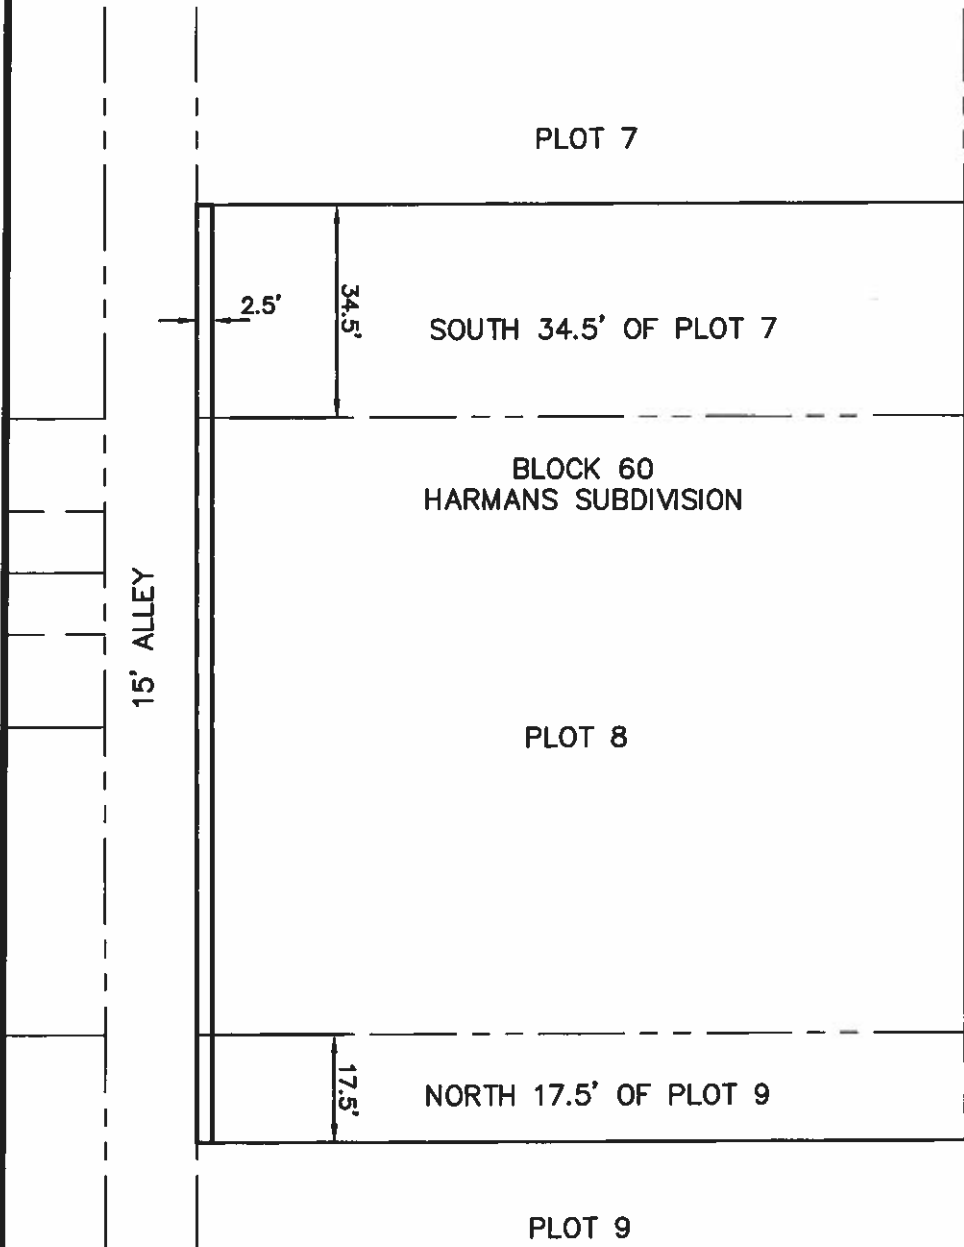 PLOT 7
2.5'
34.5'
SOUTH 34.5' OF PLOT 7
BLOCK 60
HARMANS SUBDIVISION
15' ALLEY
PLOT 8
17.5'
NORTH 17.5' OF PLOT 9
PLOT 9